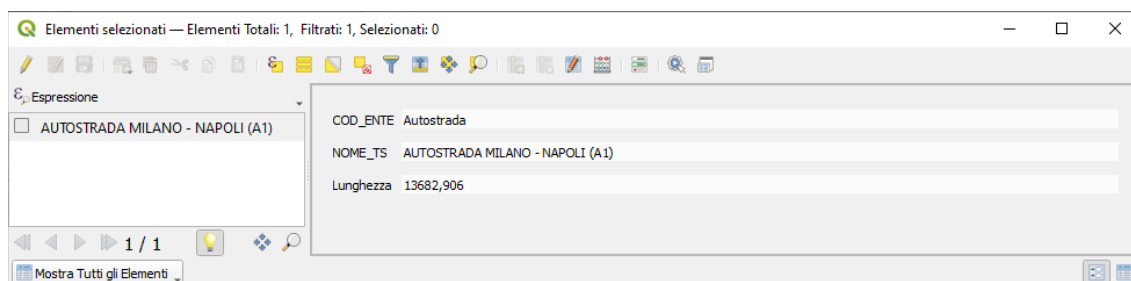 Elementi selezionati — Elementi Totali: 1, Filtrati: 1, Selezionati: 0
Espressione
AUTOSTRADA MILANO - NAPOLI (A1)
COD_ENTE Autostrada
NOME_TS AUTOSTRADA MILANO - NAPOLI (A1)
Lunghezza 13682,906
1 / 1
Mostra Tutti gli Elementi